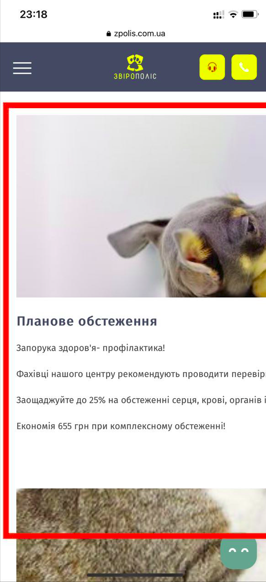 23:18
zpolis.com.ua
ЗВІРОПОЛІС
Планове обстеження
Запорука здоров'я- профілактика!
Фахівці нашого центру рекомендують проводити перевір
Заощаджуйте до 25% на обстеженні серця, крові, органів і
Економія 655 грн при комплексному обстеженні!